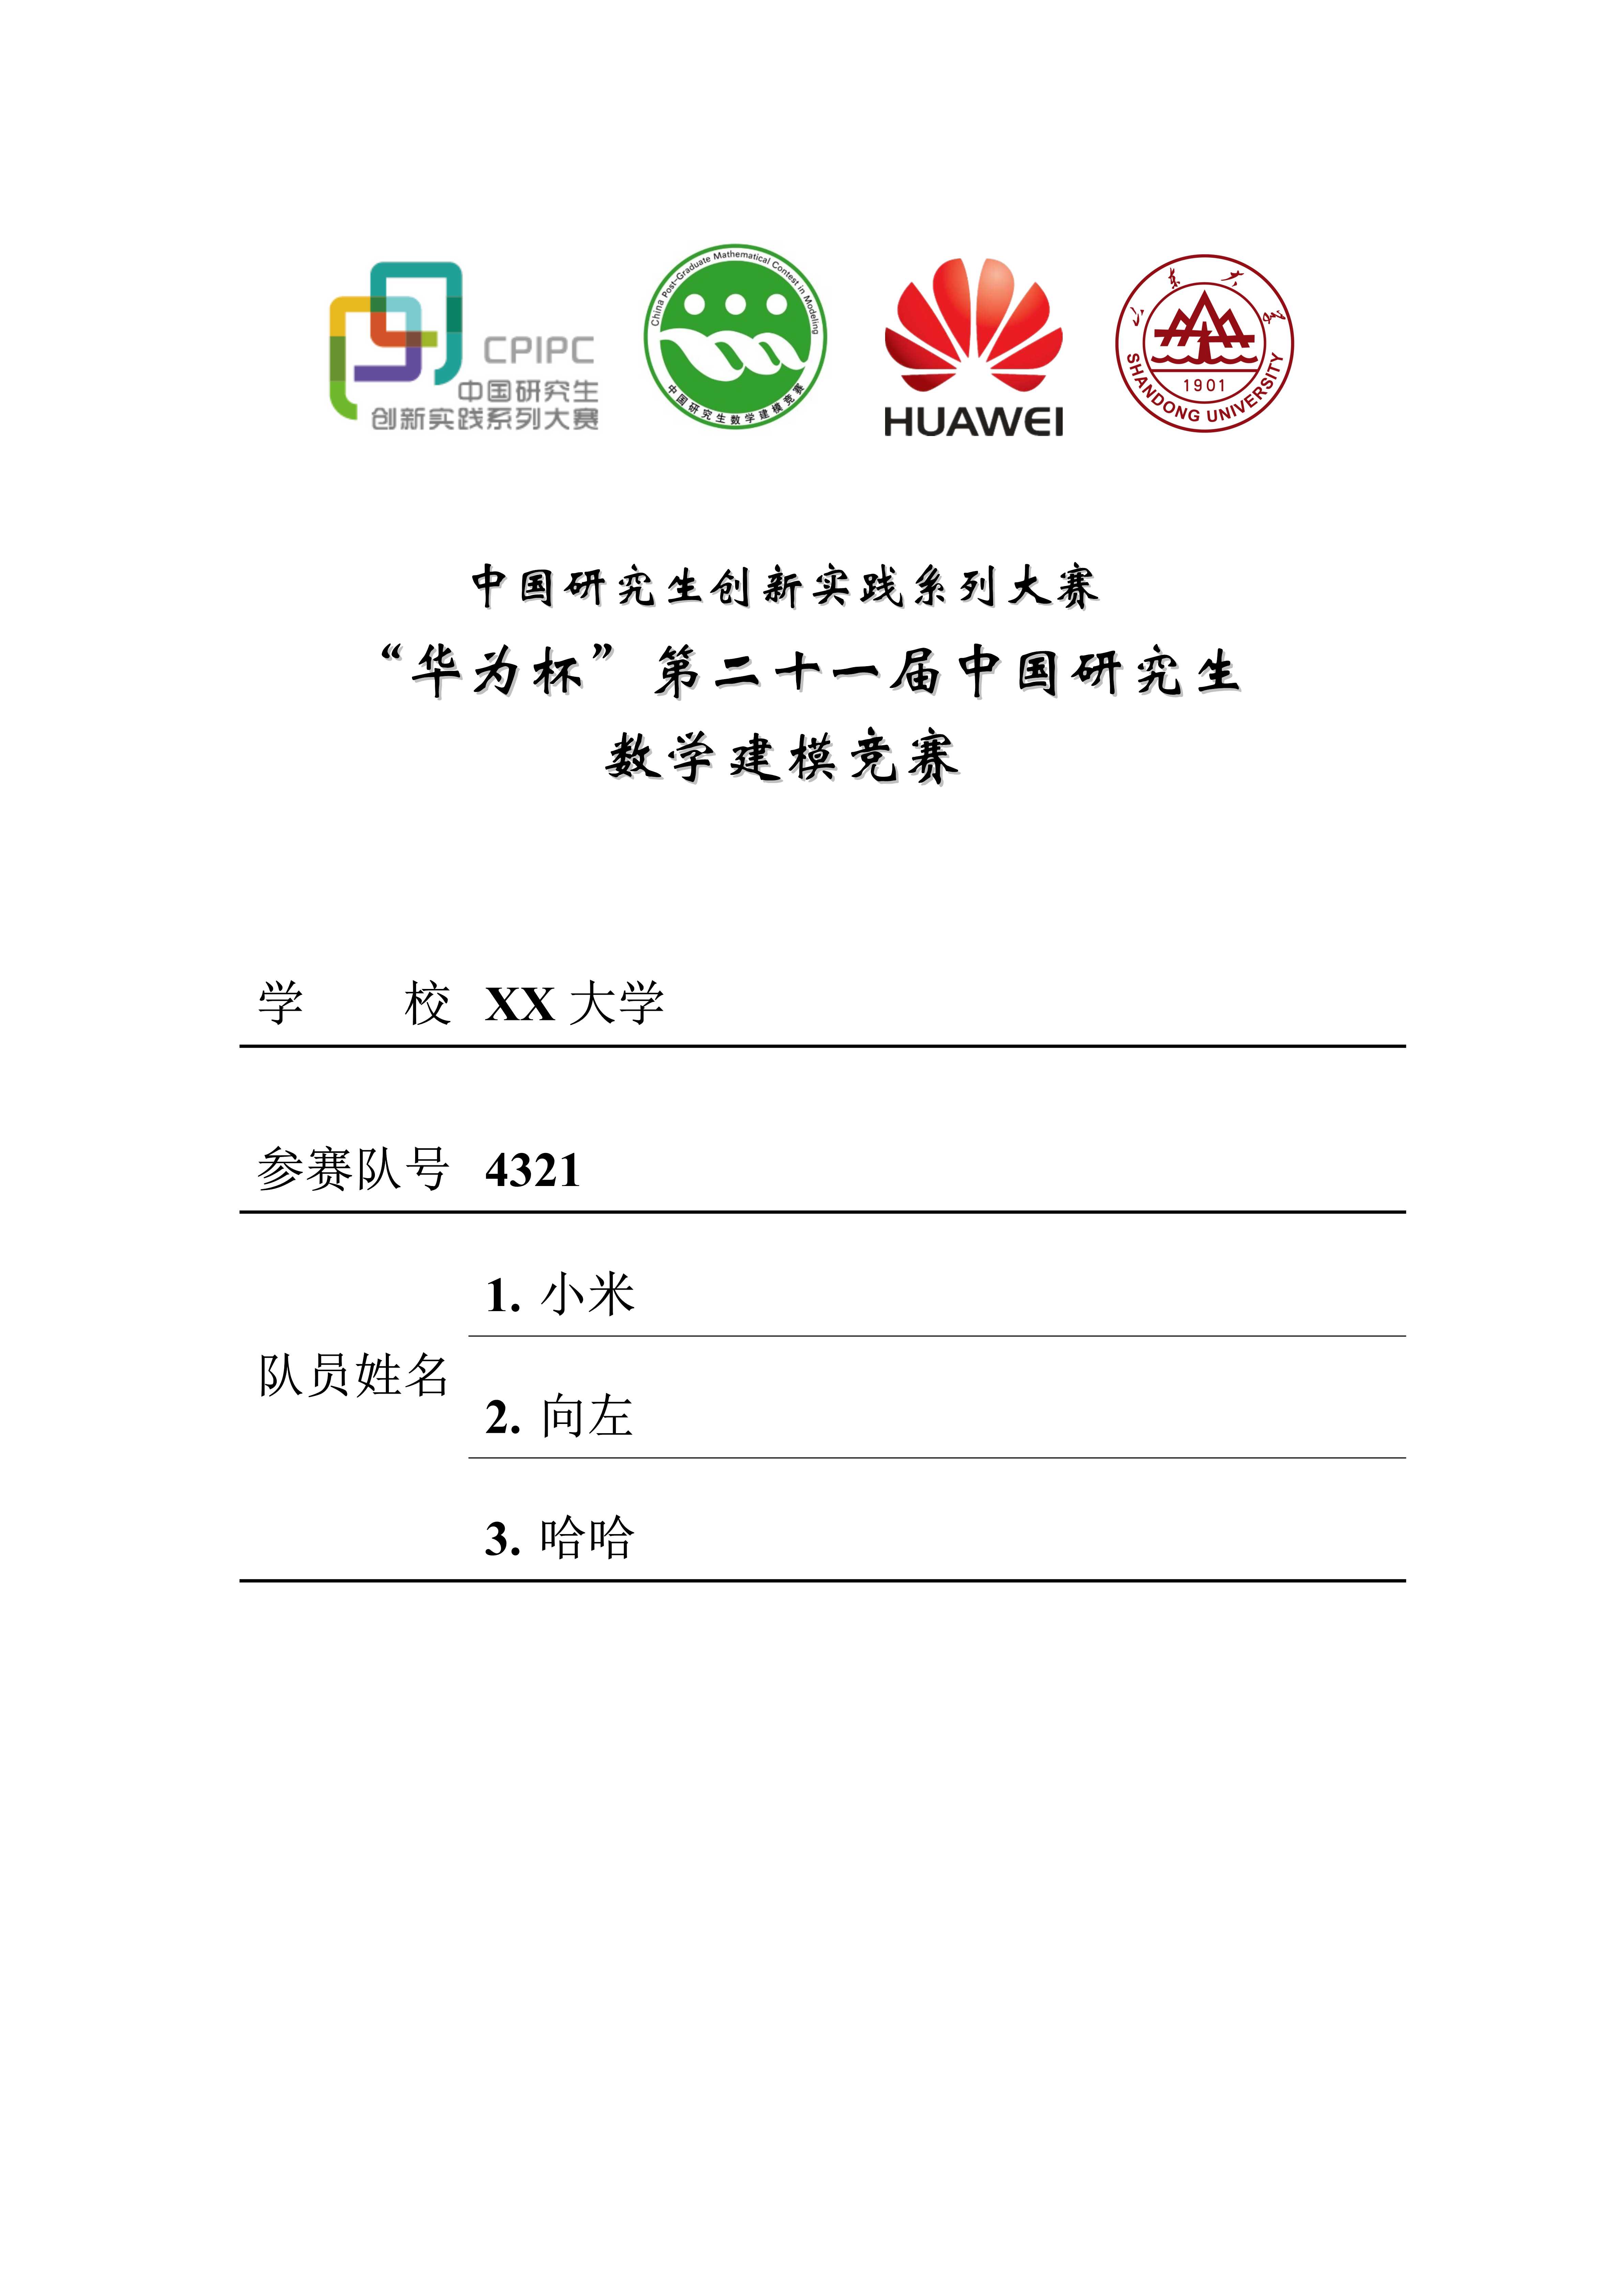 CPIPC
中国研究生
创新实践系列大赛
China Post-Graduate Mathematical Contest in Modeling
中国研究生数学建模竞赛
HUAWEI
山东大学
1901
SHANDONG UNIVERSITY
中国研究生创新实践系列大赛
“华为杯”第二十一届中国研究生
数学建模竞赛
学 校 XX 大学
参赛队号 4321
队员姓名
1. 小米
2. 向左
3. 哈哈